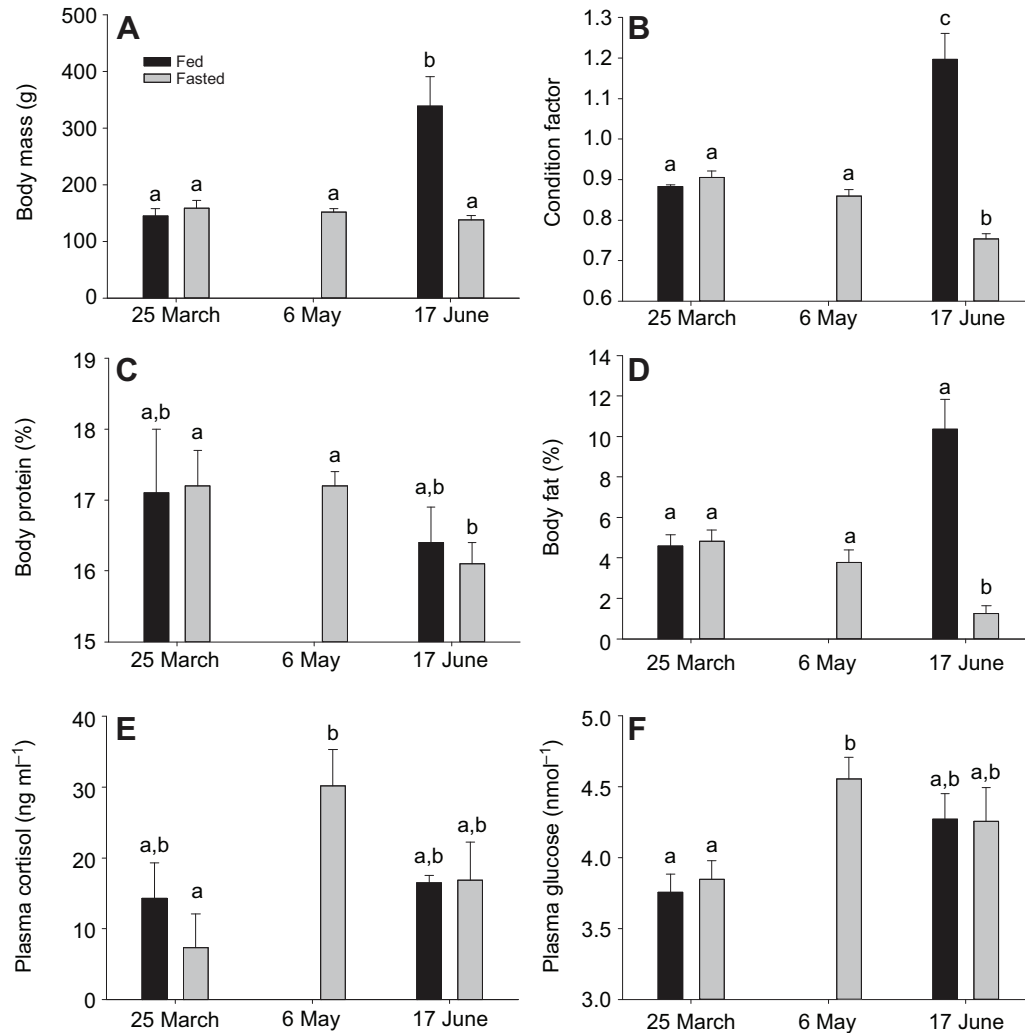 A
Body mass (g)
500
400
300
200
100
0
Fed
Fasted
a
a
a
b
a
25 March
6 May
17 June
B
Condition factor
1.3
1.2
1.1
1.0
0.9
0.8
0.7
0.6
a
a
a
c
b
25 March
6 May
17 June
C
Body protein (%)
19
18
17
16
15
a,b
a
a
a,b
b
25 March
6 May
17 June
D
Body fat (%)
14
12
10
8
6
4
2
0
a
a
a
a
b
25 March
6 May
17 June
E
Plasma cortisol (ng ml⁻¹)
40
30
20
10
0
a,b
a
b
a,b
a,b
25 March
6 May
17 June
F
Plasma glucose (nmol⁻¹)
5.0
4.5
4.0
3.5
3.0
a
a
b
a,b
a,b
25 March
6 May
17 June